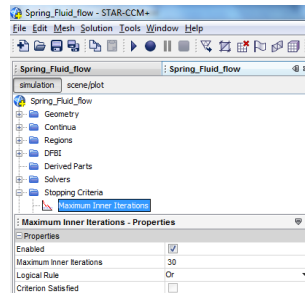 Spring_Fluid_flow - STAR-CCM+
File Edit Mesh Solution Tools Window Help
Spring_Fluid_flow Spring_Fluid_flow
simulation scene/plot
Spring_Fluid_flow
Geometry
Continua
Regions
DFBI
Derived Parts
Solvers
Stopping Criteria
Maximum Inner Iterations
Maximum Inner Iterations - Properties
Properties
Enabled
Maximum Inner Iterations 30
Logical Rule Or
Criterion Satisfied